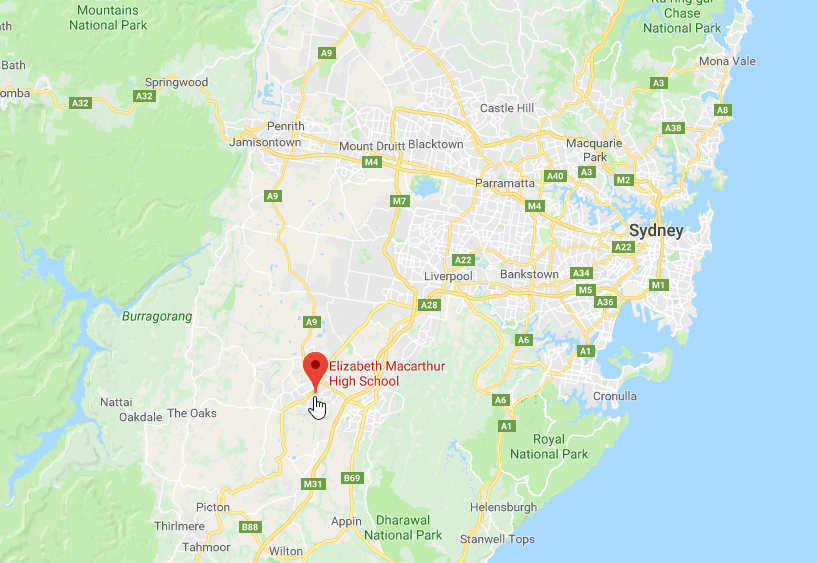 Mountains
National Park
Ku-ring-gai
Chase
National Park
Mona Vale
A9
A3
Bath
Springwood
omba
A32
A32
A8
Castle Hill
Penrith
A38
Jamisontown
Mount Druitt
Blacktown
Macquarie
Park
M4
A40
A3
M2
Parramatta
A9
M7
M4
Sydney
A22
A22
Liverpool
Bankstown
A34
M1
M5
A36
A28
Burragorang
A9
A6
A1
Elizabeth Macarthur
High School
Nattai
Oakdale
The Oaks
A6
Cronulla
A1
Royal
National Park
B69
M31
Picton
Thirlmere
B88
Tahmoor
Wilton
Appin
Dharawal
National Park
Helensburgh
Stanwell Tops